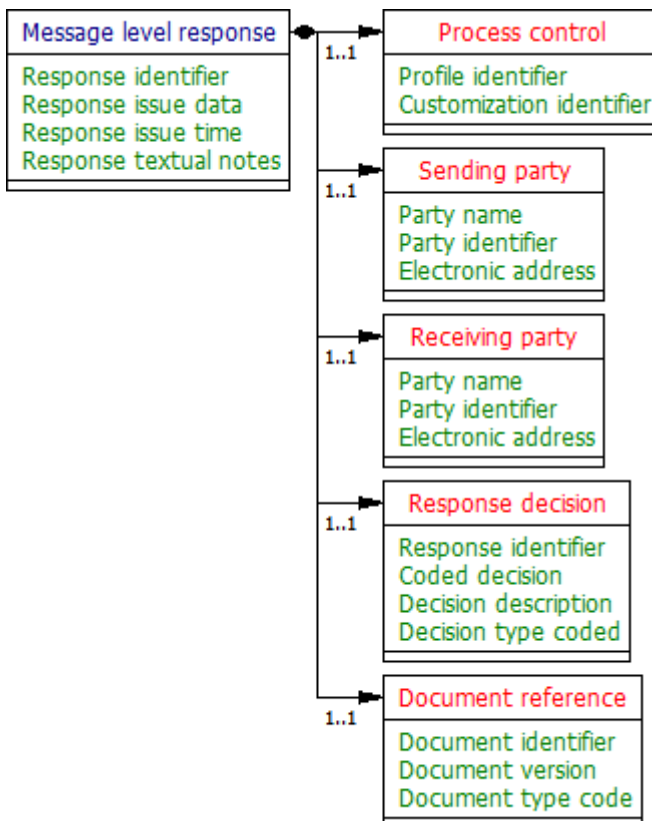 Message level response
Response identifier
Response issue data
Response issue time
Response textual notes
1..1
Process control
Profile identifier
Customization identifier
1..1
Sending party
Party name
Party identifier
Electronic address
1..1
Receiving party
Party name
Party identifier
Electronic address
1..1
Response decision
Response identifier
Coded decision
Decision description
Decision type coded
1..1
Document reference
Document identifier
Document version
Document type code